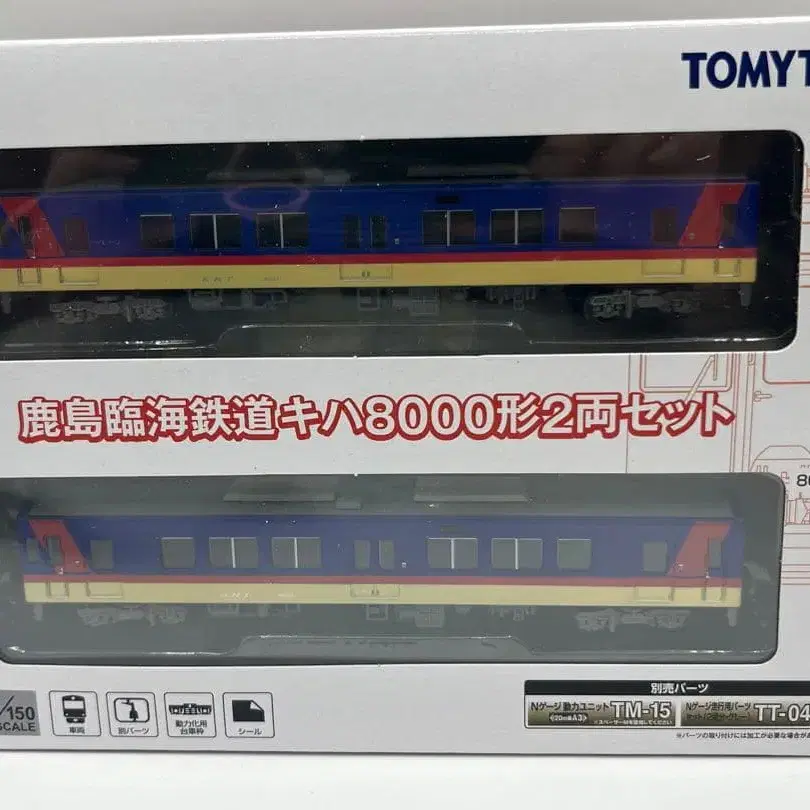 TOMYT
KRT
鹿島臨海鉄道キハ8000形2両セット
80
/150
SCALE
車両
別パーツ
動力化用
台車枠
シール
別売パーツ
Nゲージ動力ユニット TM-15
Nゲージ走行用パーツ
TT-04
※パーツの取り付けには加工が必要な場合が